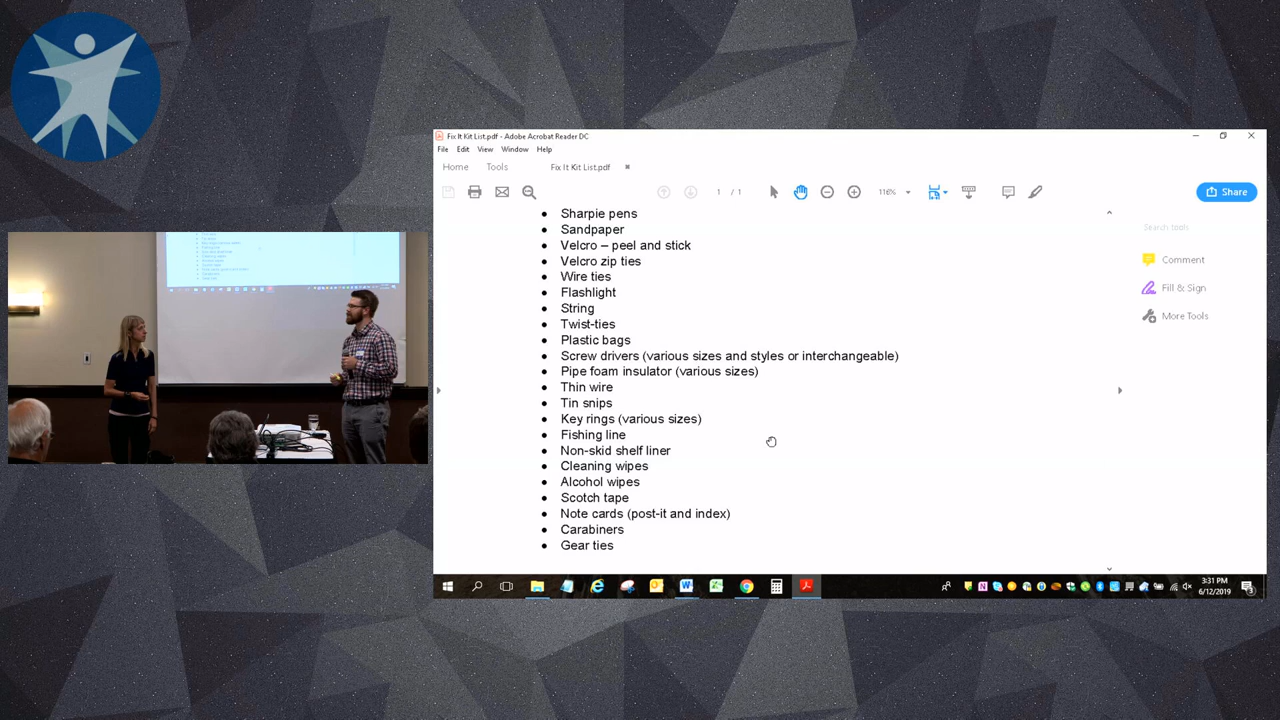 Fix It Kit List.pdf - Adobe Acrobat Reader DC
File Edit View Window Help
Home Tools Fix It Kit List.pdf
1 / 1 116% Share
• Sharpie pens
• Sandpaper
• Velcro – peel and stick
• Velcro zip ties
• Wire ties
• Flashlight
• String
• Twist-ties
• Plastic bags
• Screw drivers (various sizes and styles or interchangeable)
• Pipe foam insulator (various sizes)
• Thin wire
• Tin snips
• Key rings (various sizes)
• Fishing line
• Non-skid shelf liner
• Cleaning wipes
• Alcohol wipes
• Scotch tape
• Note cards (post-it and index)
• Carabiners
• Gear ties
Search tools
Comment
Fill & Sign
More Tools
3:31 PM
6/12/2019